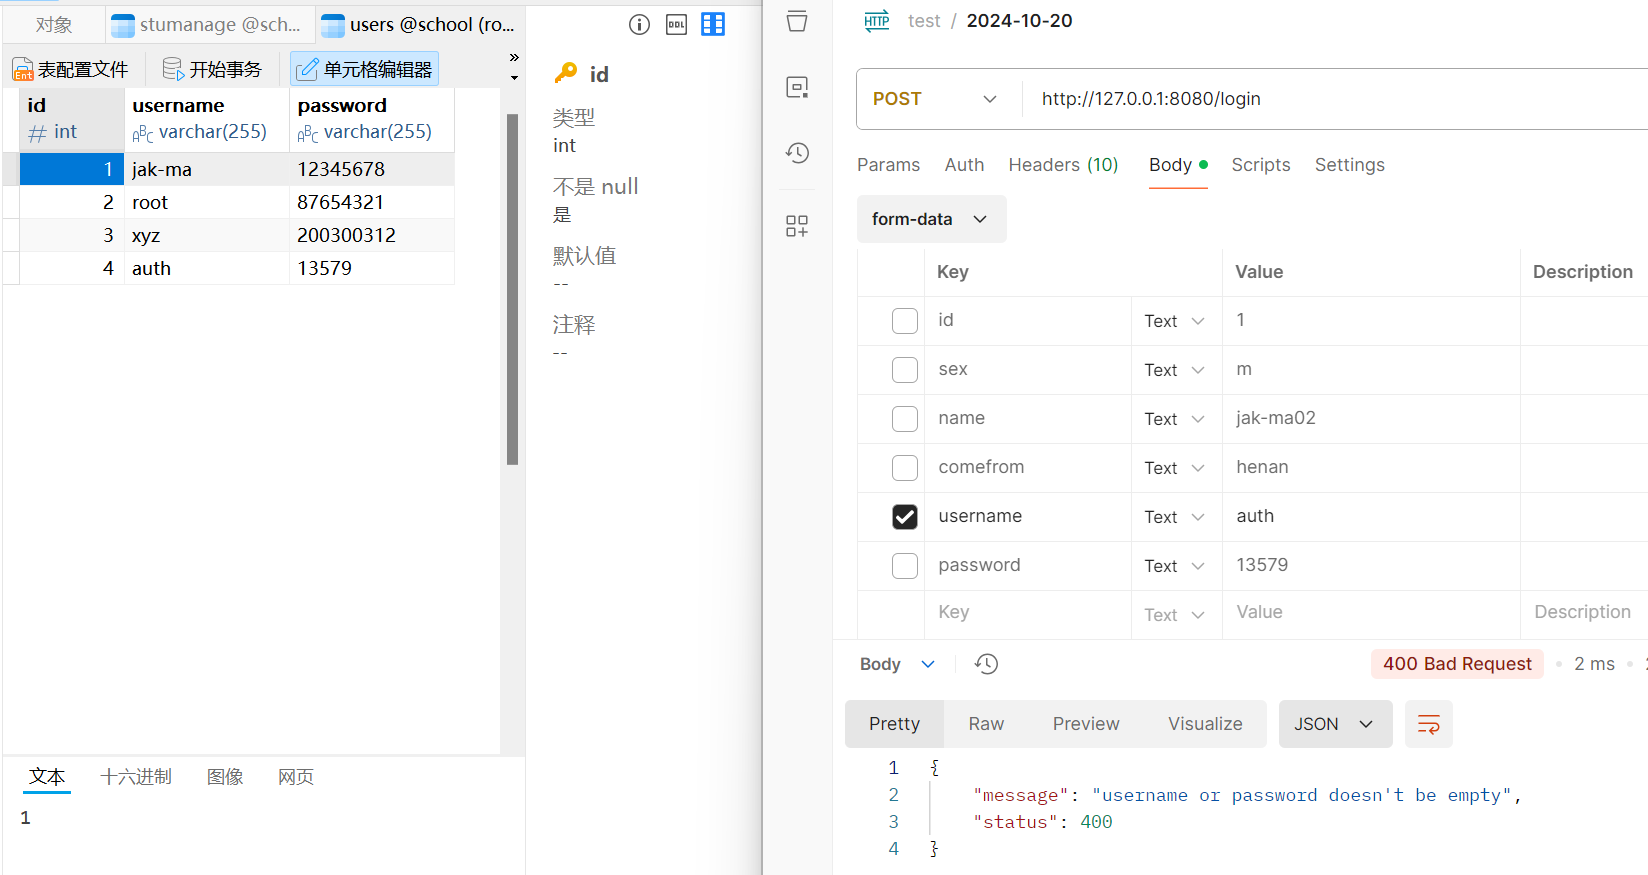 对象
stumanage @sch...
users @school (ro...
表配置文件
开始事务
单元格编辑器
id
username
password
# int
ABC varchar(255)
ABC varchar(255)
1
jak-ma
12345678
2
root
87654321
3
xyz
200300312
4
auth
13579
文本
十六进制
图像
网页
1
DDL
id
类型
int
不是 null
是
默认值
--
注释
--
HTTP
test / 2024-10-20
POST
http://127.0.0.1:8080/login
Params
Auth
Headers (10)
Body
Scripts
Settings
form-data
Key
Value
Description
id
Text
1
sex
Text
m
name
Text
jak-ma02
comefrom
Text
henan
username
Text
auth
password
Text
13579
Key
Text
Value
Description
Body
400 Bad Request
2 ms
Pretty
Raw
Preview
Visualize
JSON
1 {
2 "message": "username or password doesn't be empty",
3 "status": 400
4 }